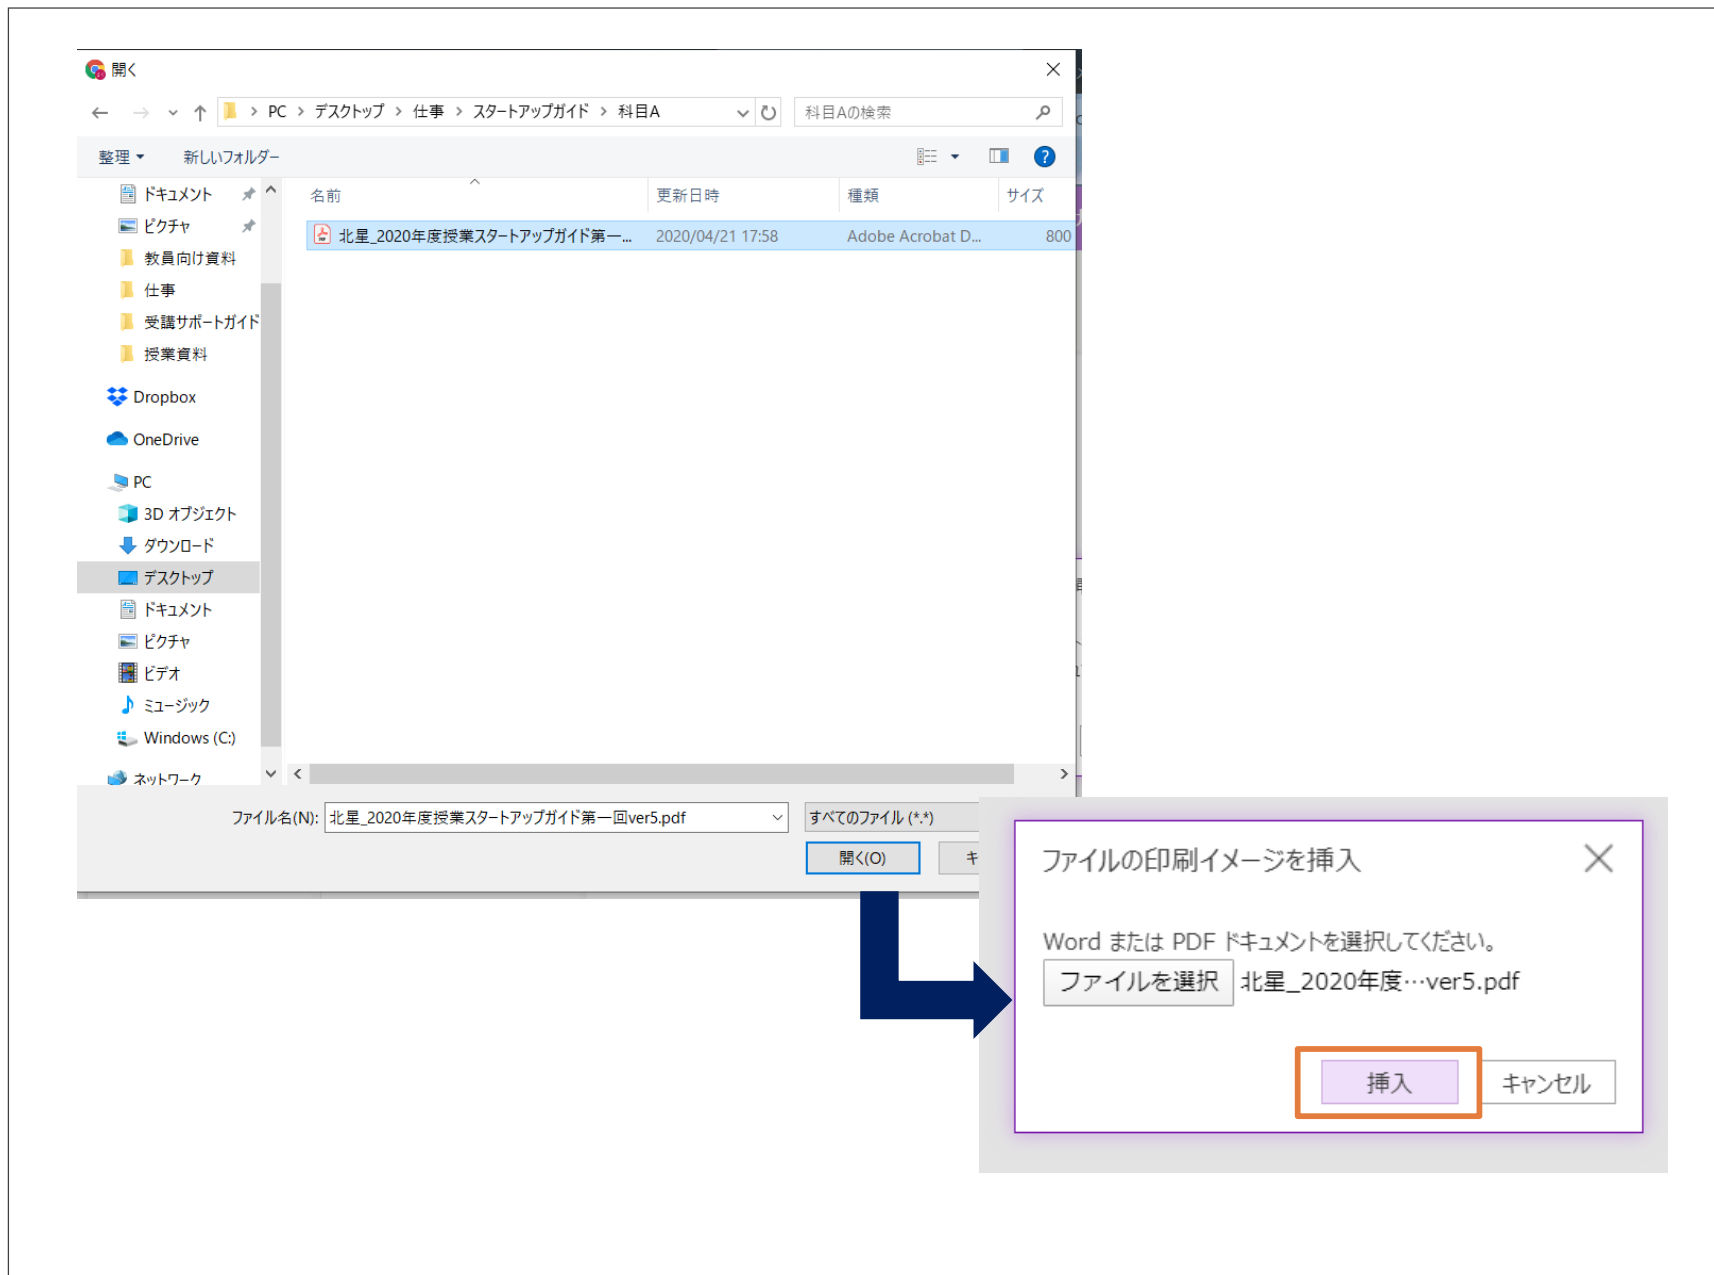 開く
PC > デスクトップ > 仕事 > スタートアップガイド > 科目A
科目Aの検索
整理 新しいフォルダー
ドキュメント
ピクチャ
教員向け資料
仕事
受講サポートガイド
授業資料
Dropbox
OneDrive
PC
3D オブジェクト
ダウンロード
デスクトップ
ドキュメント
ピクチャ
ビデオ
ミュージック
Windows (C:)
ネットワーク
名前 更新日時 種類 サイズ
北星_2020年度授業スタートアップガイド第一... 2020/04/21 17:58 Adobe Acrobat D... 800
ファイル名(N): 北星_2020年度授業スタートアップガイド第一回ver5.pdf すべてのファイル (*.*)
開く(O) キ
ファイルの印刷イメージを挿入
Word または PDF ドキュメントを選択してください。
ファイルを選択 北星_2020年度…ver5.pdf
挿入 キャンセル